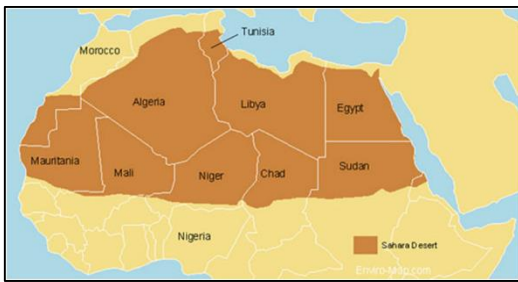 Tunisia
Morocco
Algeria
Libya
Egypt
Mauritania
Mali
Niger
Chad
Sudan
Nigeria
Sahara Desert
Enviro-Map.com